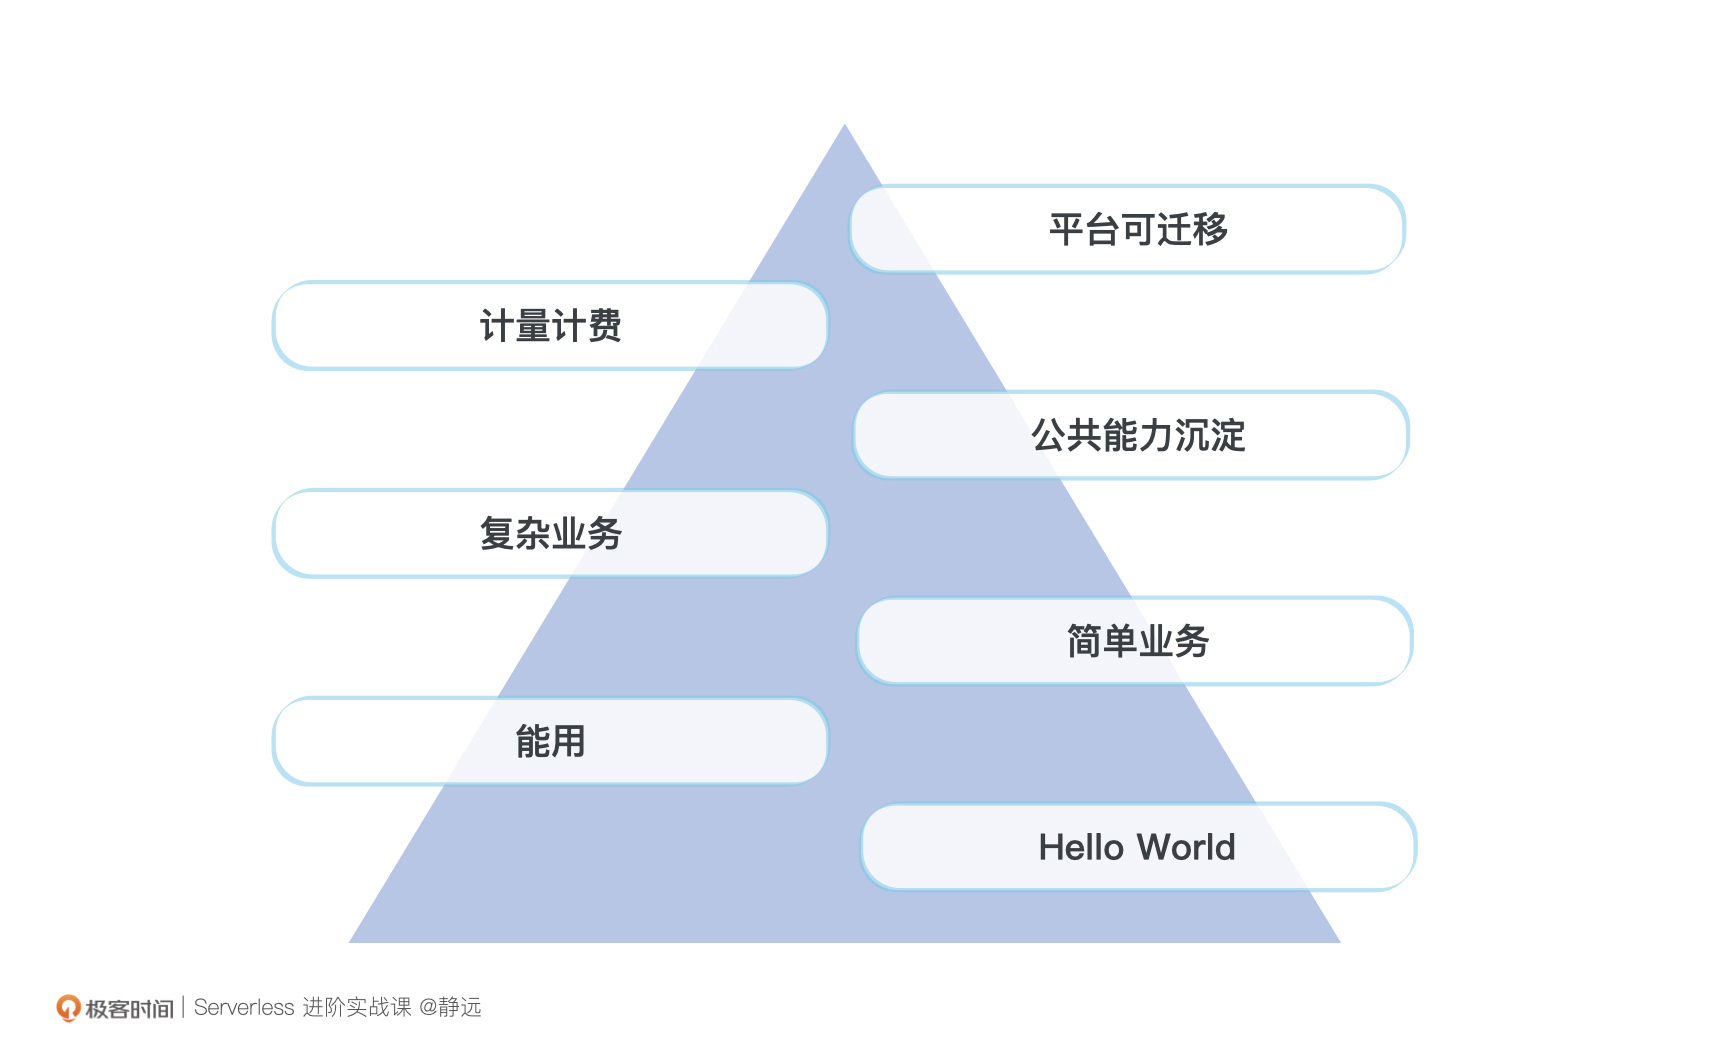 平台可迁移
计量计费
公共能力沉淀
复杂业务
简单业务
能用
Hello World
极客时间 | Serverless 进阶实战课 @静远